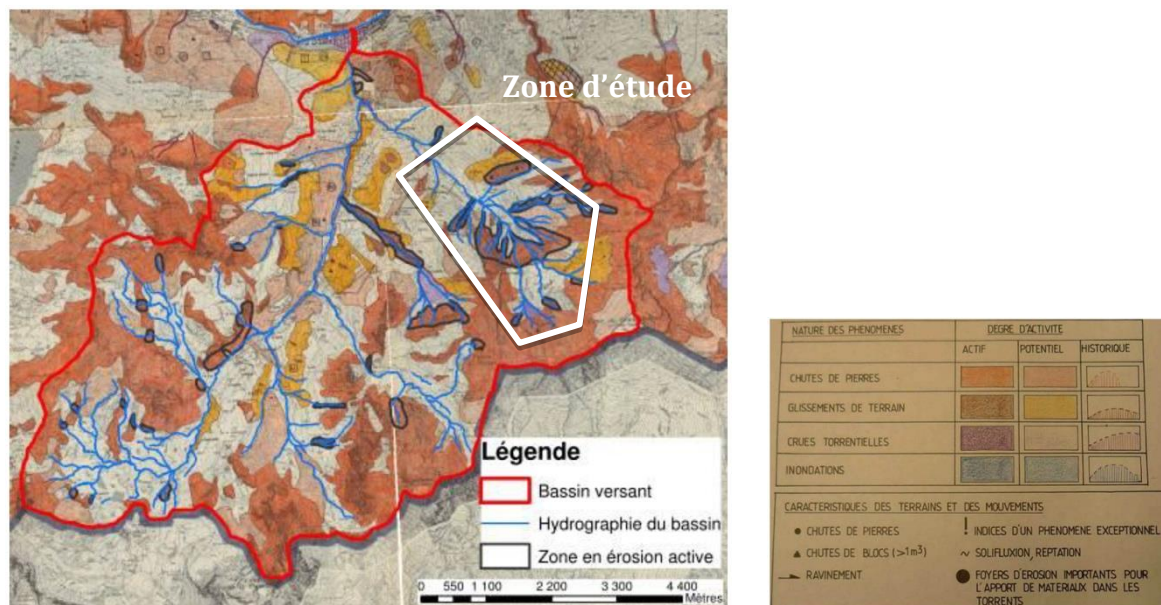 Zone d'étude
Légende
Bassin versant
Hydrographie du bassin
Zone en érosion active
0 550 1 100 2 200 3 300 4 400
Mètres
NATURE DES PHENOMENES
DEGRE D'ACTIVITE
ACTIF POTENTIEL HISTORIQUE
CHUTES DE PIERRES
GLISSEMENTS DE TERRAIN
CRUES TORRENTIELLES
INONDATIONS
CARACTERISTIQUES DES TERRAINS ET DES MOUVEMENTS
CHUTES DE PIERRES
CHUTES DE BLOCS (>1m³)
RAVINEMENT
! INDICES D'UN PHENOMENE EXCEPTIONNEL
~ SOLIFLUXION, REPTATION
FOYERS D'EROSION IMPORTANTS POUR
L'APPORT DE MATERIAUX DANS LES
TORRENTS